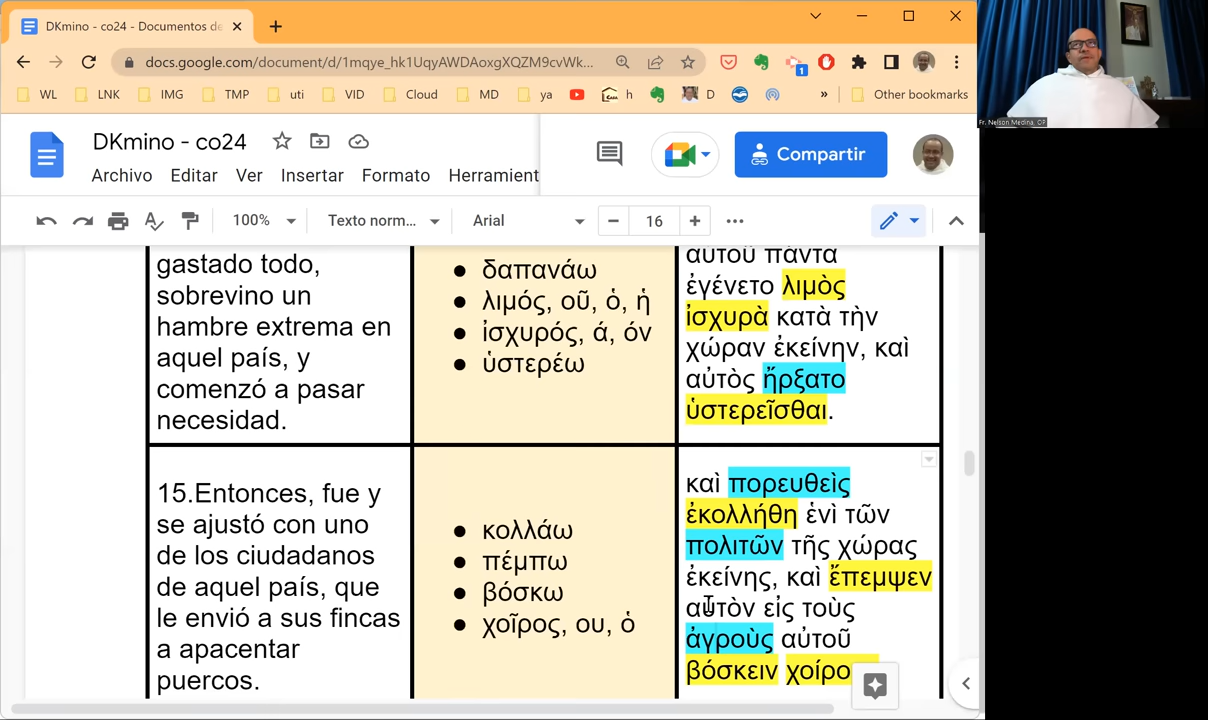 DKmino - co24 - Documentos de
docs.google.com/document/d/1mqye_hk1UqyAWDAoxgXQZM9cvWk...
WL LNK IMG TMP uti VID Cloud MD ya h D » Other bookmarks
DKmino - co24
Archivo Editar Ver Insertar Formato Herramient
Compartir
100% Texto norm... Arial 16
Fr. Nelson Medina, OP
gastado todo,
sobrevino un
hambre extrema en
aquel país, y
comenzó a pasar
necesidad.
● δαπανάω
● λιμός, οῦ, ὁ, ἡ
● ἰσχυρός, ά, όν
● ὑστερέω
αὐτοῦ πάντα
ἐγένετο λιμὸς
ἰσχυρὰ κατὰ τὴν
χώραν ἐκείνην, καὶ
αὐτὸς ἤρξατο
ὑστερεῖσθαι.
15.Entonces, fue y
se ajustó con uno
de los ciudadanos
de aquel país, que
le envió a sus fincas
a apacentar
puercos.
● κολλάω
● πέμπω
● βόσκω
● χοῖρος, ου, ὁ
καὶ πορευθεὶς
ἐκολλήθη ἑνὶ τῶν
πολιτῶν τῆς χώρας
ἐκείνης, καὶ ἔπεμψεν
αὐτὸν εἰς τοὺς
ἀγροὺς αὐτοῦ
βόσκειν χοίρο